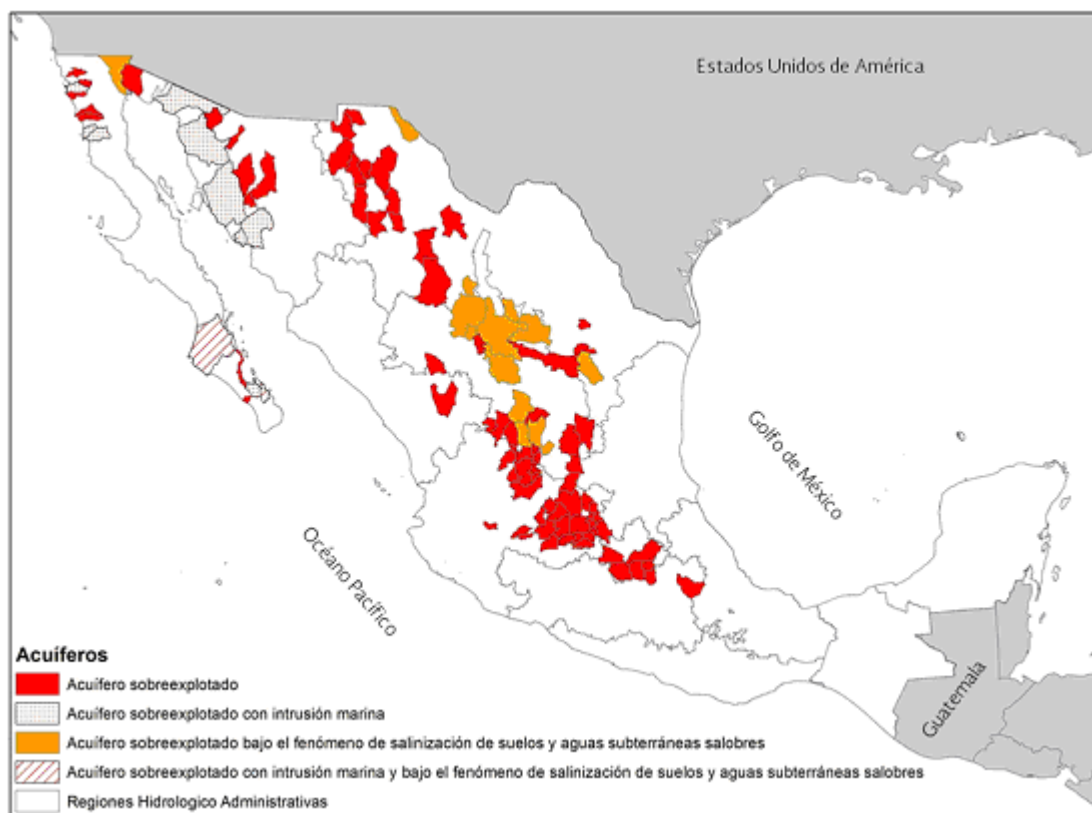 Estados Unidos de América
Golfo de México
Océano Pacífico
Guatemala
Acuíferos
Acuífero sobreexplotado
Acuífero sobreexplotado con intrusión marina
Acuífero sobreexplotado bajo el fenómeno de salinización de suelos y aguas subterráneas salobres
Acuífero sobreexplotado con intrusión marina y bajo el fenómeno de salinización de suelos y aguas subterráneas salobres
Regiones Hidrologico Administrativas